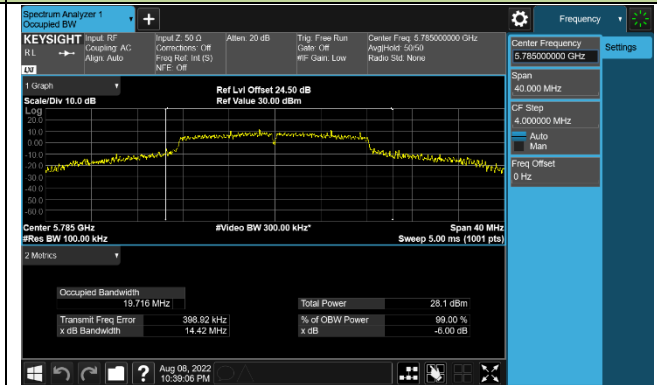 Spectrum Analyzer 1
Occupied BW
+
Frequency
KEYSIGHT
Input: RF
Input Z: 50 Ω
Atten: 20 dB
Trig: Free Run
Center Freq: 5.785000000 GHz
RL
Coupling: AC
Corrections: Off
Gate: Off
Avg|Hold: 50/50
Align: Auto
Freq Ref: Int (S)
#IF Gain: Low
Radio Std: None
LXI
NFE: Off
Center Frequency
5.785000000 GHz
Settings
Span
40.000 MHz
CF Step
4.000000 MHz
Auto
Man
Freq Offset
0 Hz
1 Graph
Ref Lvl Offset 24.50 dB
Scale/Div 10.0 dB
Ref Value 30.00 dBm
Log
20.0
10.0
0.00
-10.0
-20.0
-30.0
-40.0
-50.0
-60.0
Center 5.785 GHz
#Video BW 300.00 kHz*
Span 40 MHz
#Res BW 100.00 kHz
Sweep 5.00 ms (1001 pts)
2 Metrics
Occupied Bandwidth
19.716 MHz
Total Power
28.1 dBm
Transmit Freq Error
398.92 kHz
% of OBW Power
99.00 %
x dB Bandwidth
14.42 MHz
x dB
-6.00 dB
?
Aug 08, 2022
10:39:06 PM